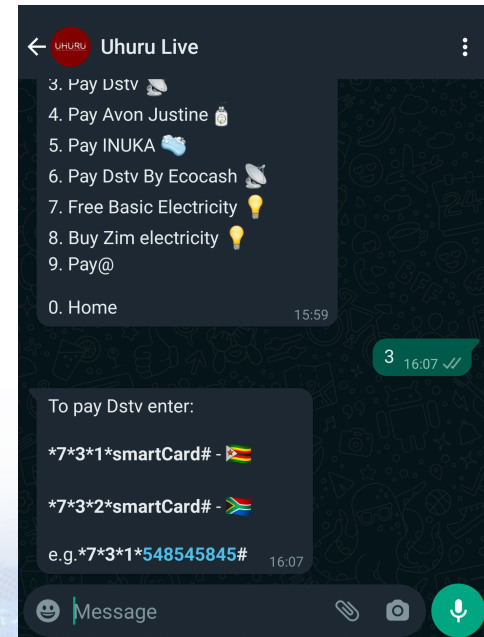 UHURU Uhuru Live
3. Pay Dstv 📡
4. Pay Avon Justine 🧴
5. Pay INUKA 🧼
6. Pay Dstv By Ecocash 📡
7. Free Basic Electricity 💡
8. Buy Zim electricity 💡
9. Pay@
0. Home
15:59
3 16:07
To pay Dstv enter:
*7*3*1*smartCard# - 🇿🇼
*7*3*2*smartCard# - 🇿🇦
e.g.*7*3*1*548545845#
16:07
Message